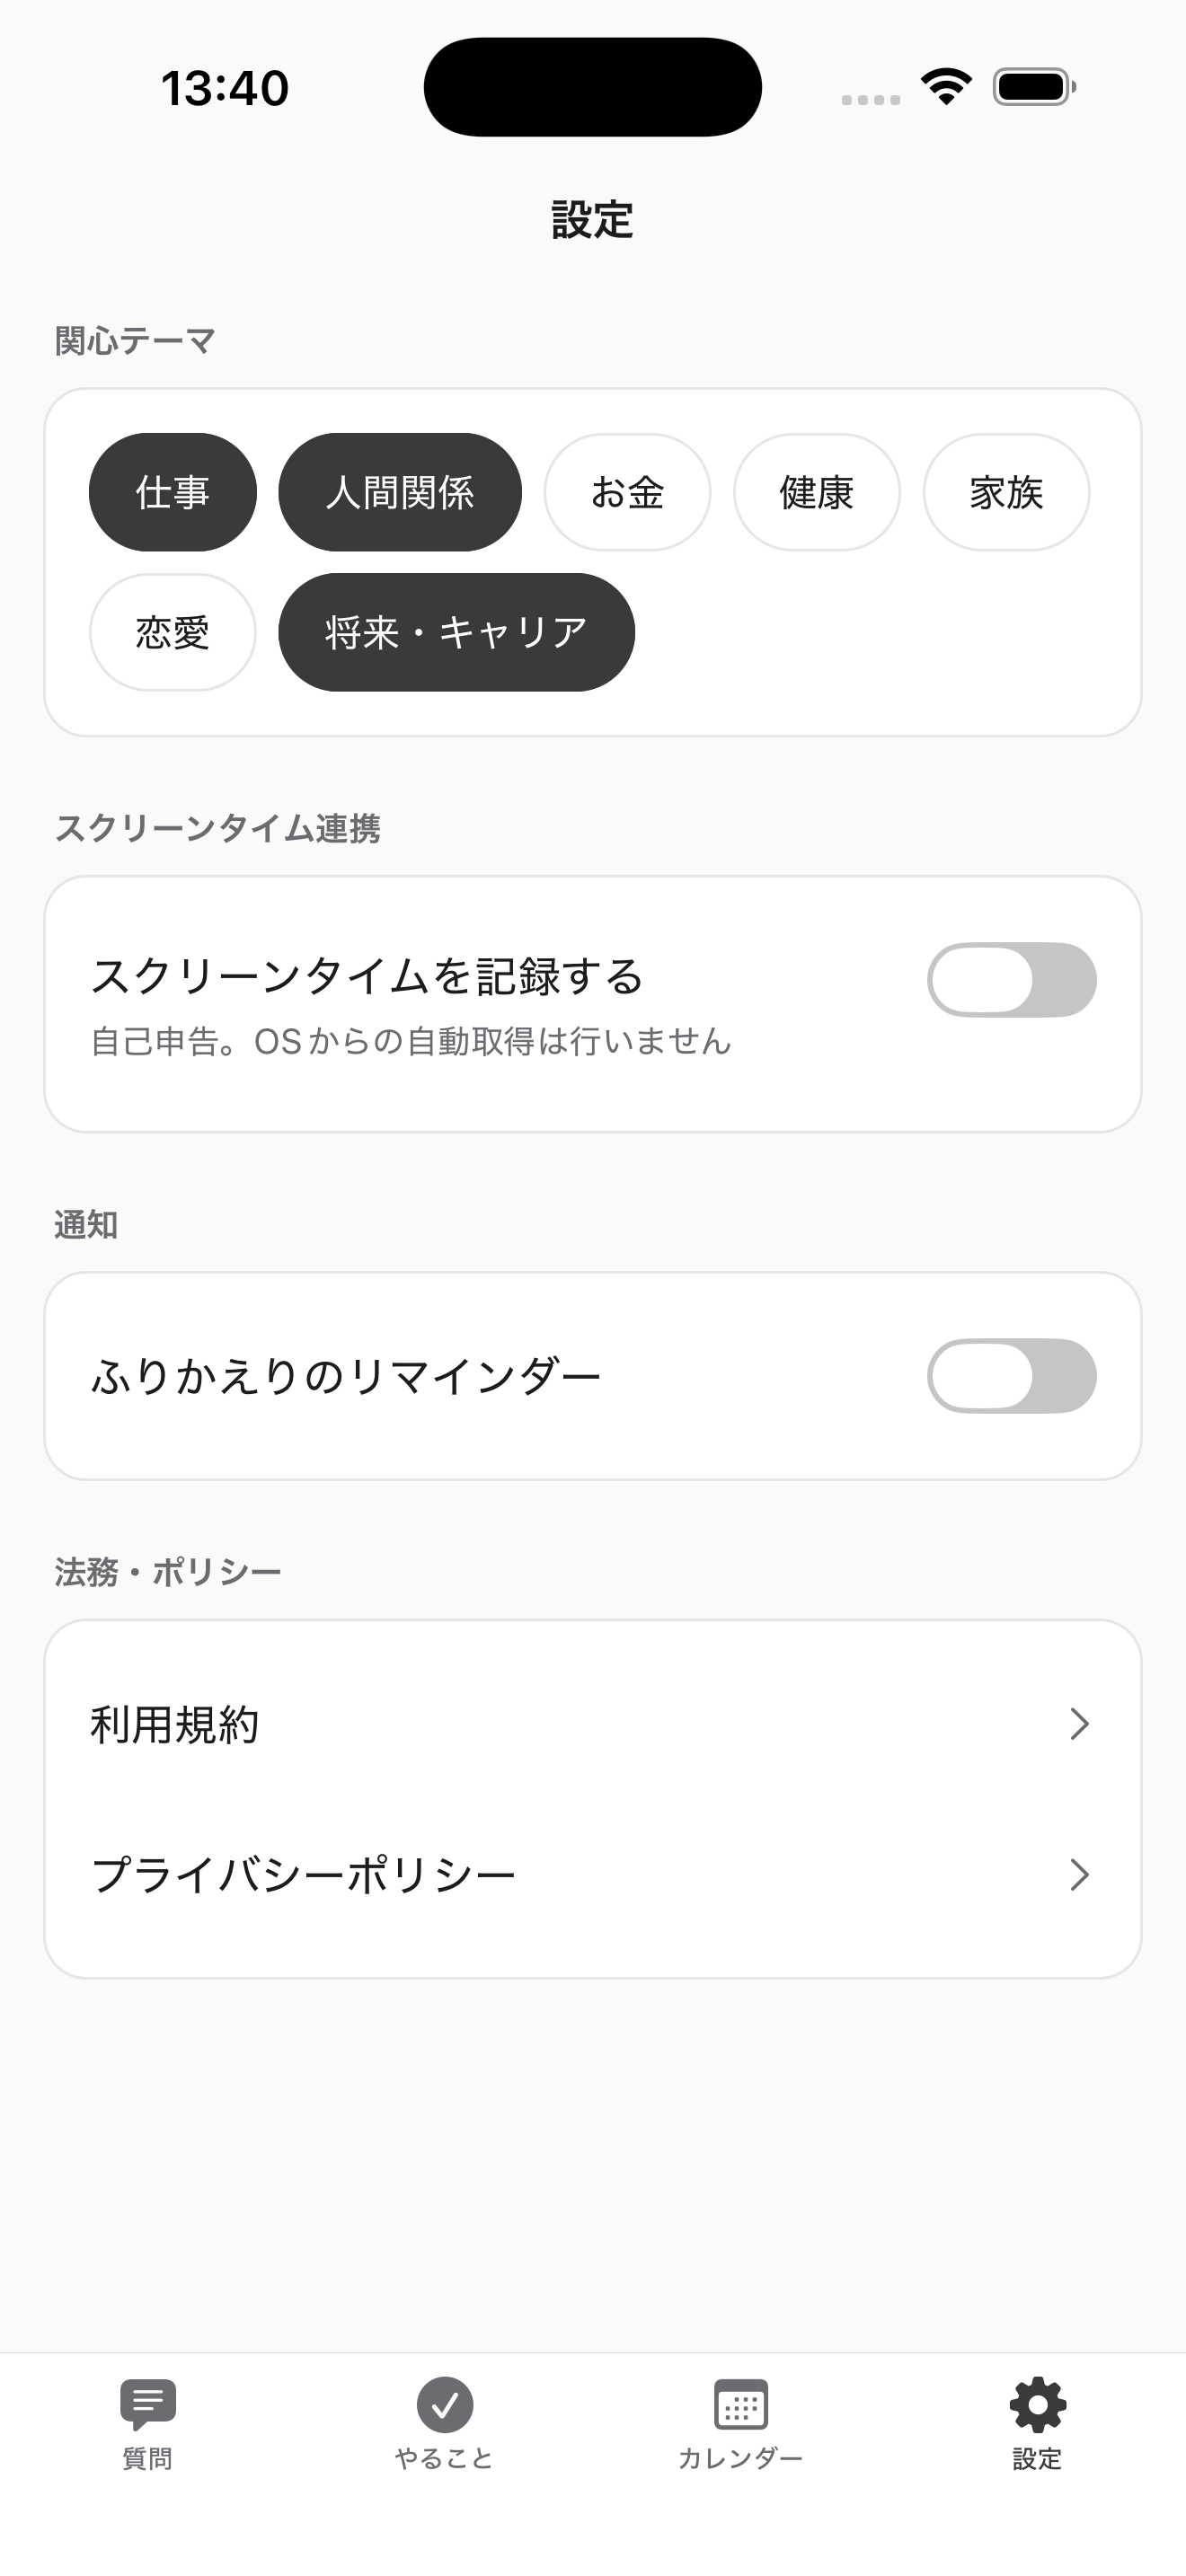 13:40
設定
関心テーマ
仕事 人間関係 お金 健康 家族
恋愛 将来・キャリア
スクリーンタイム連携
スクリーンタイムを記録する
自己申告。OSからの自動取得は行いません
通知
ふりかえりのリマインダー
法務・ポリシー
利用規約
プライバシーポリシー
質問 やること カレンダー 設定